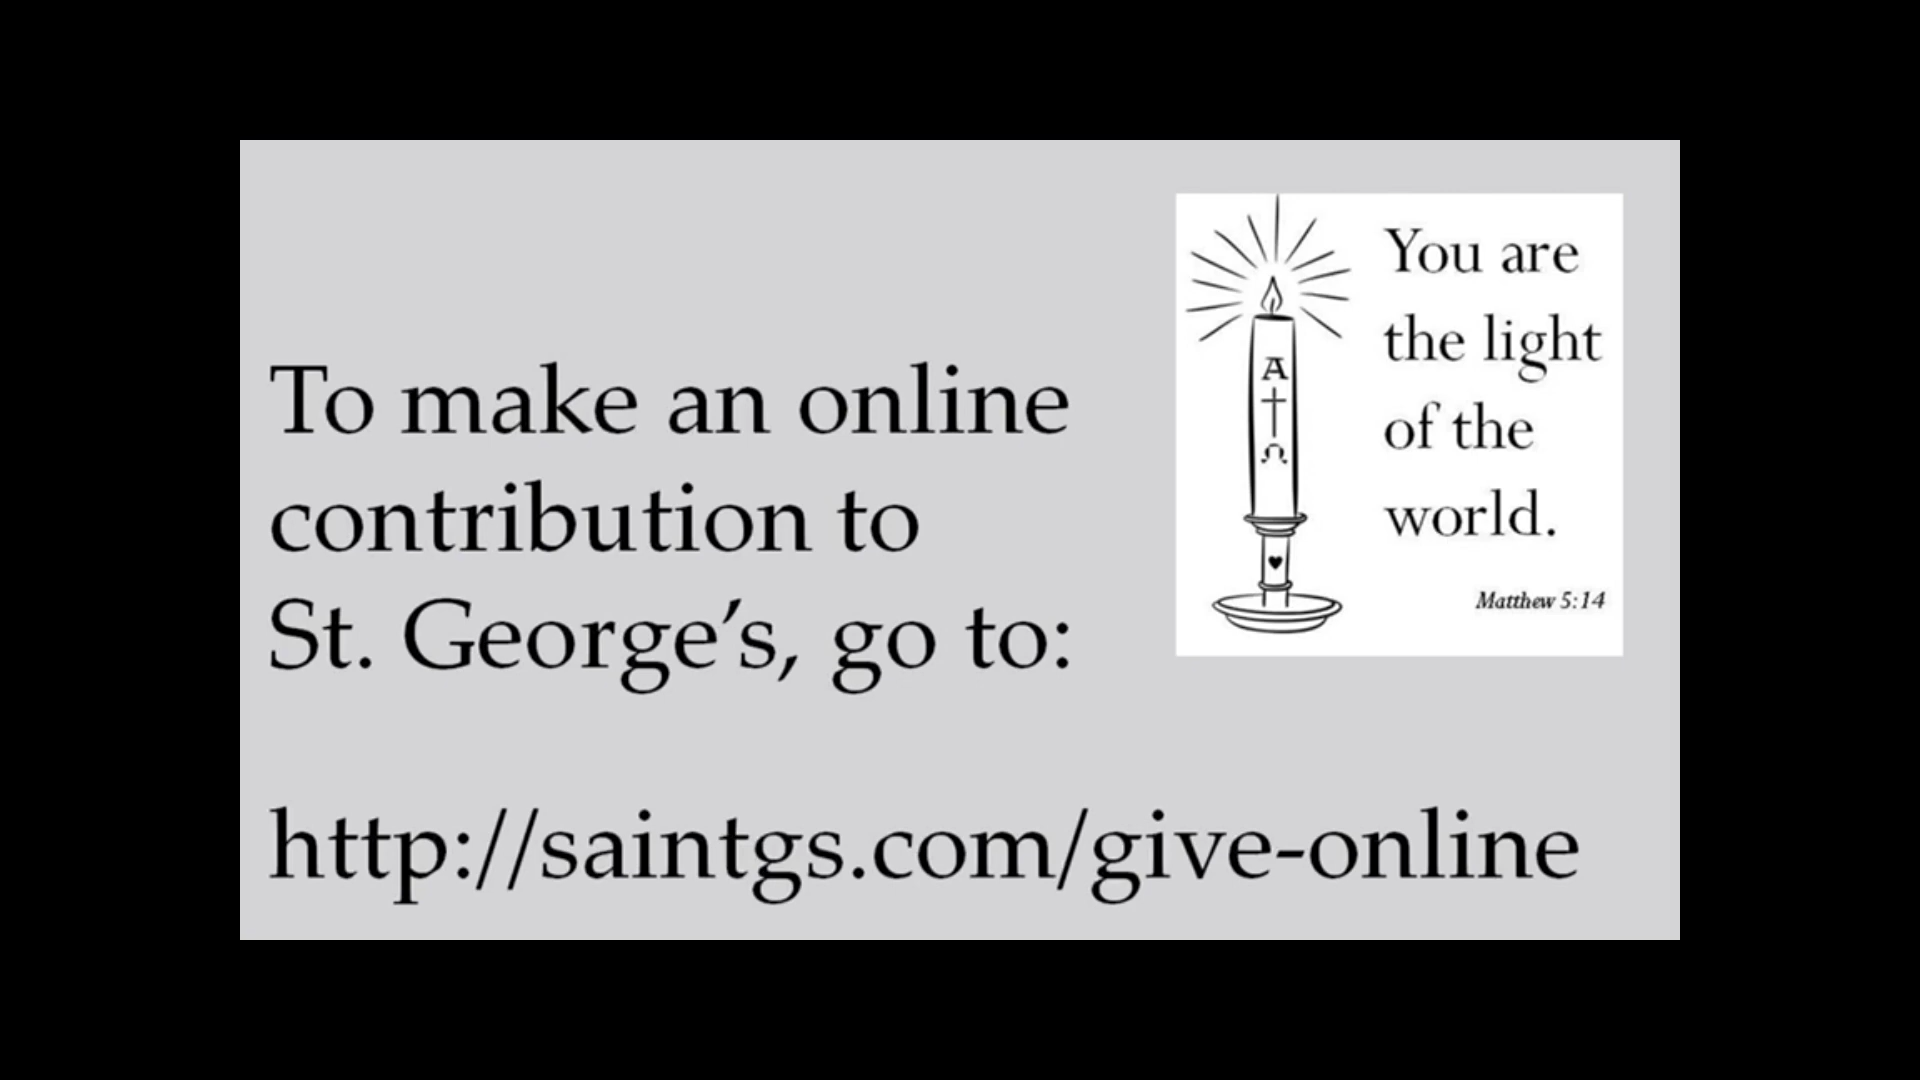 To make an online
contribution to
St. George’s, go to:
http://saintgs.com/give-online
You are
the light
of the
world.
Matthew 5:14
Α
Ω